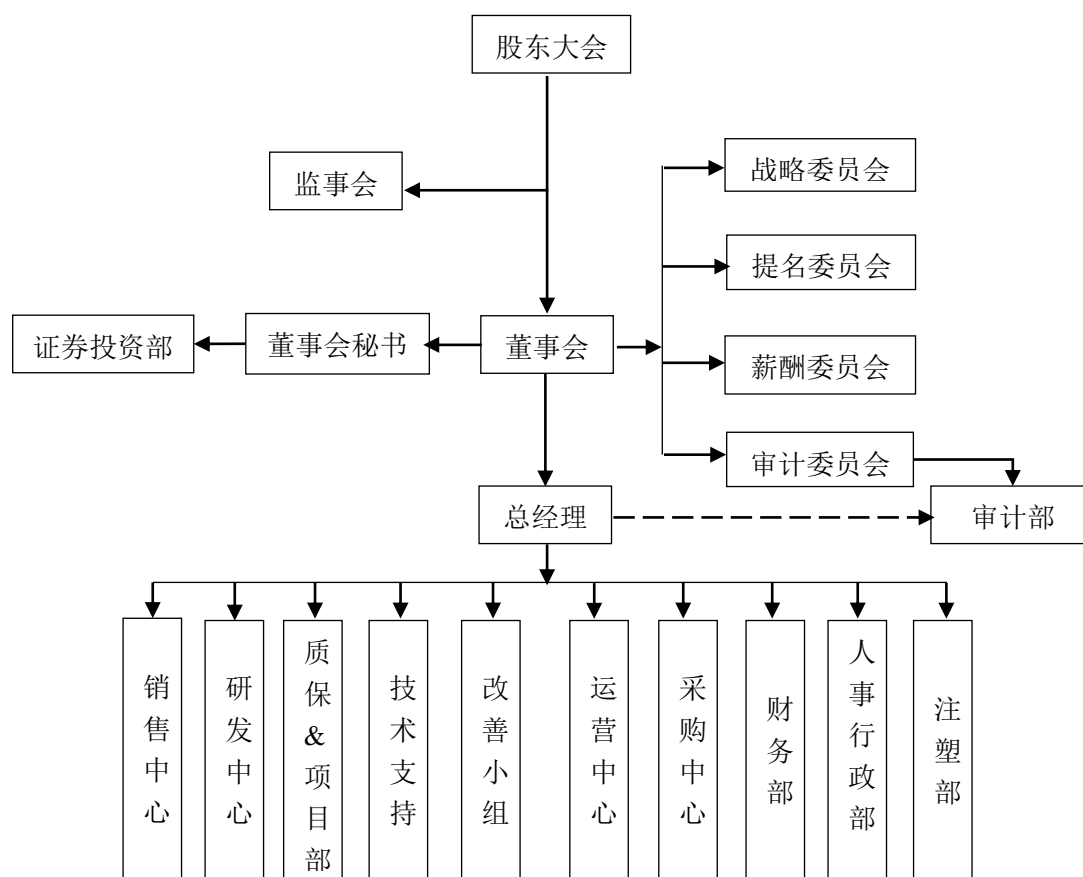 股东大会
监事会
战略委员会
提名委员会
证券投资部
董事会秘书
董事会
薪酬委员会
审计委员会
总经理
审计部
销售中心
研发中心
质保&项目部
技术支持
改善小组
运营中心
采购中心
财务部
人事行政部
注塑部